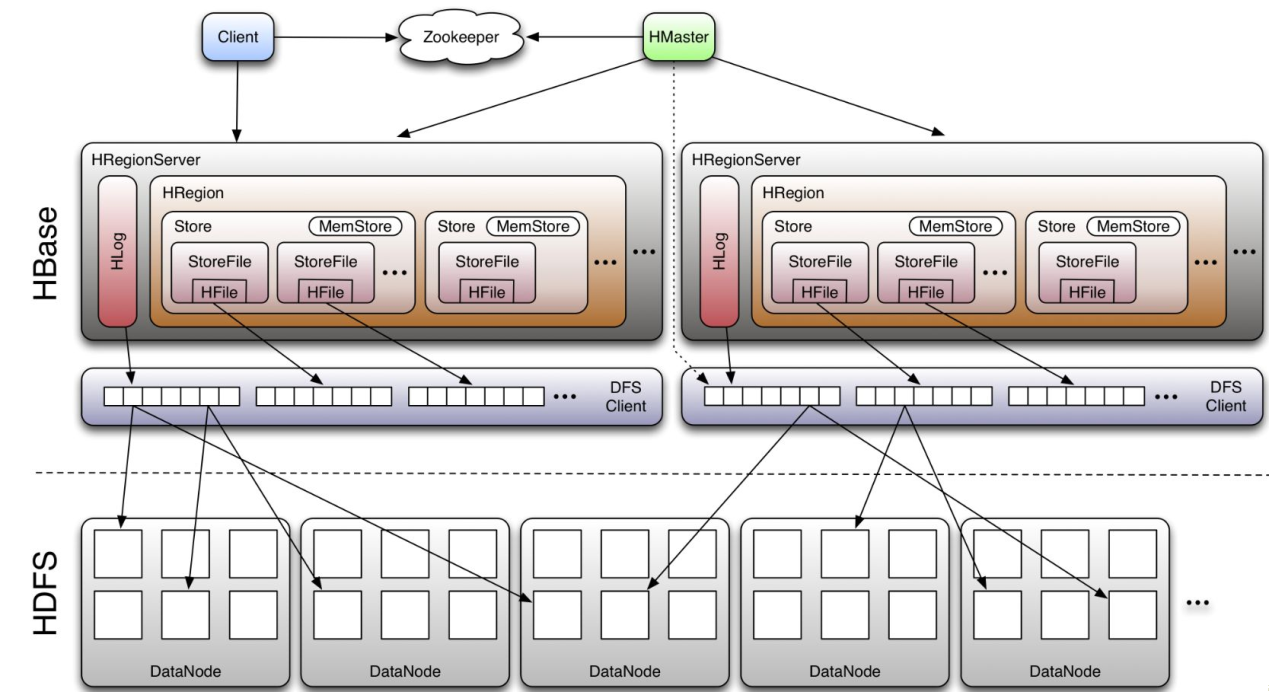 Client
Zookeeper
HMaster
HBase
HRegionServer
HLog
HRegion
Store
MemStore
StoreFile
HFile
StoreFile
HFile
...
Store
MemStore
StoreFile
HFile
...
...
HRegionServer
HLog
HRegion
Store
MemStore
StoreFile
HFile
StoreFile
HFile
...
Store
MemStore
StoreFile
HFile
...
...
...
DFS
Client
...
DFS
Client
HDFS
DataNode
DataNode
DataNode
DataNode
DataNode
...